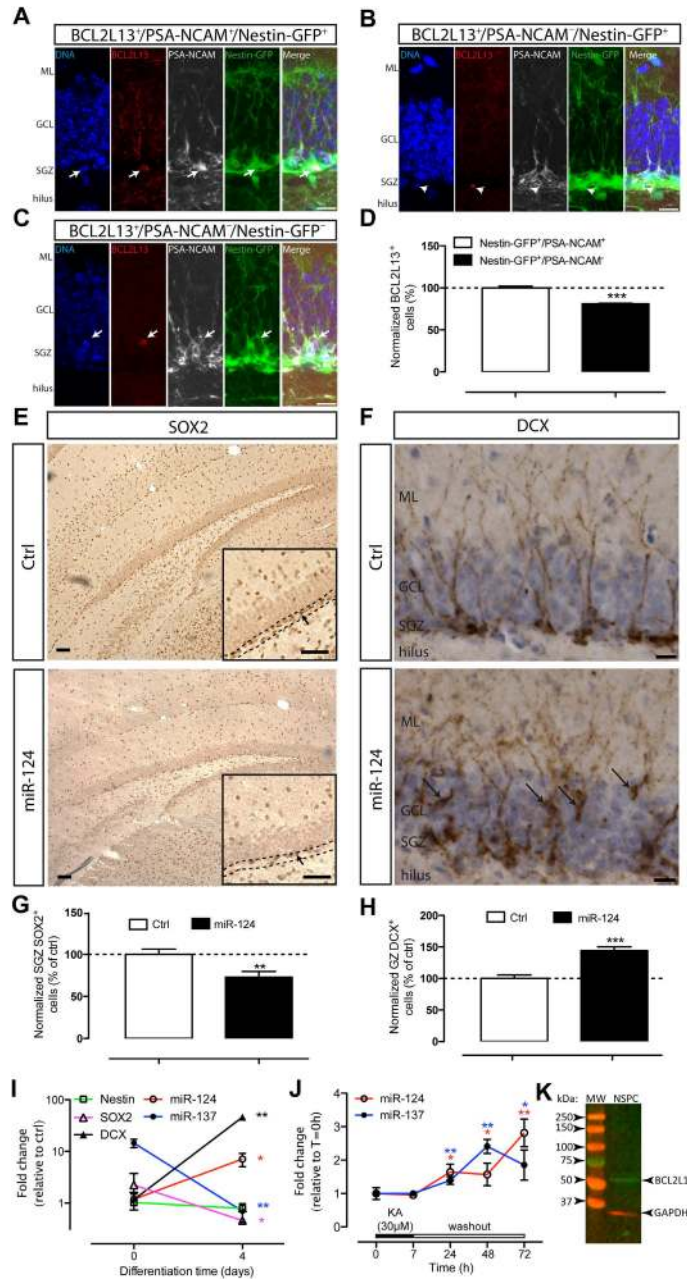 A
BCL2L13⁺/PSA-NCAM⁺/Nestin-GFP⁺
DNA BCL2L13 PSA-NCAM Nestin-GFP Merge
ML
GCL
SGZ
hilus
B
BCL2L13⁺/PSA-NCAM⁻/Nestin-GFP⁺
DNA BCL2L13 PSA-NCAM Nestin-GFP Merge
ML
GCL
SGZ
hilus
C
BCL2L13⁺/PSA-NCAM⁻/Nestin-GFP⁻
DNA BCL2L13 PSA-NCAM Nestin-GFP Merge
ML
GCL
SGZ
hilus
D
Nestin-GFP⁺/PSA-NCAM⁺
Nestin-GFP⁺/PSA-NCAM⁻
Normalized BCL2L13⁺
cells (%)
150
100
50
0
***
E
SOX2
Ctrl
miR-124
F
DCX
Ctrl
ML
GCL
SGZ
hilus
miR-124
ML
GCL
SGZ
hilus
G
Ctrl miR-124
Normalized SGZ SOX2⁺
cells (% of ctrl)
150
100
50
0
**
H
Ctrl miR-124
Normalized GZ DCX⁺
cells (% of ctrl)
200
150
100
50
0
***
I
Nestin
SOX2
DCX
miR-124
miR-137
Fold change
(relative to ctrl)
100
10
1
**
*
**
*
0 4
Differentiation time (days)
J
miR-124
miR-137
Fold change
(relative to T=0h)
4
3
2
1
0
**
*
**
*
*
**
KA
(30µM)
washout
0 7 24 48 72
Time (h)
K
kDa: MW NSPC
250
150
100
75
50
37
BCL2L1
GAPDH